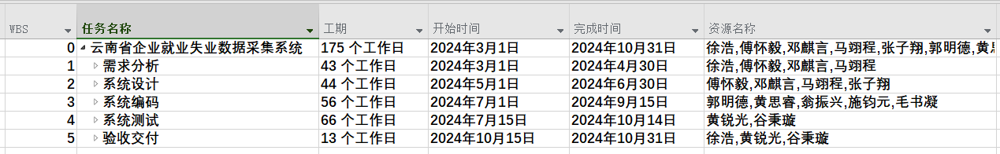 WBS 任务名称 工期 开始时间 完成时间 资源名称
0 云南省企业就业失业数据采集系统 175 个工作日 2024年3月1日 2024年10月31日 徐浩,傅怀毅,邓麒言,马翊程,张子翔,郭明德,黄思
1 需求分析 43 个工作日 2024年3月1日 2024年4月30日 徐浩,傅怀毅,邓麒言,马翊程
2 系统设计 44 个工作日 2024年5月1日 2024年6月30日 傅怀毅,邓麒言,马翊程,张子翔
3 系统编码 56 个工作日 2024年7月1日 2024年9月15日 郭明德,黄思睿,翁振兴,施钧元,毛书凝
4 系统测试 66 个工作日 2024年7月15日 2024年10月14日 黄锐光,谷秉璇
5 验收交付 13 个工作日 2024年10月15日 2024年10月31日 徐浩,黄锐光,谷秉璇